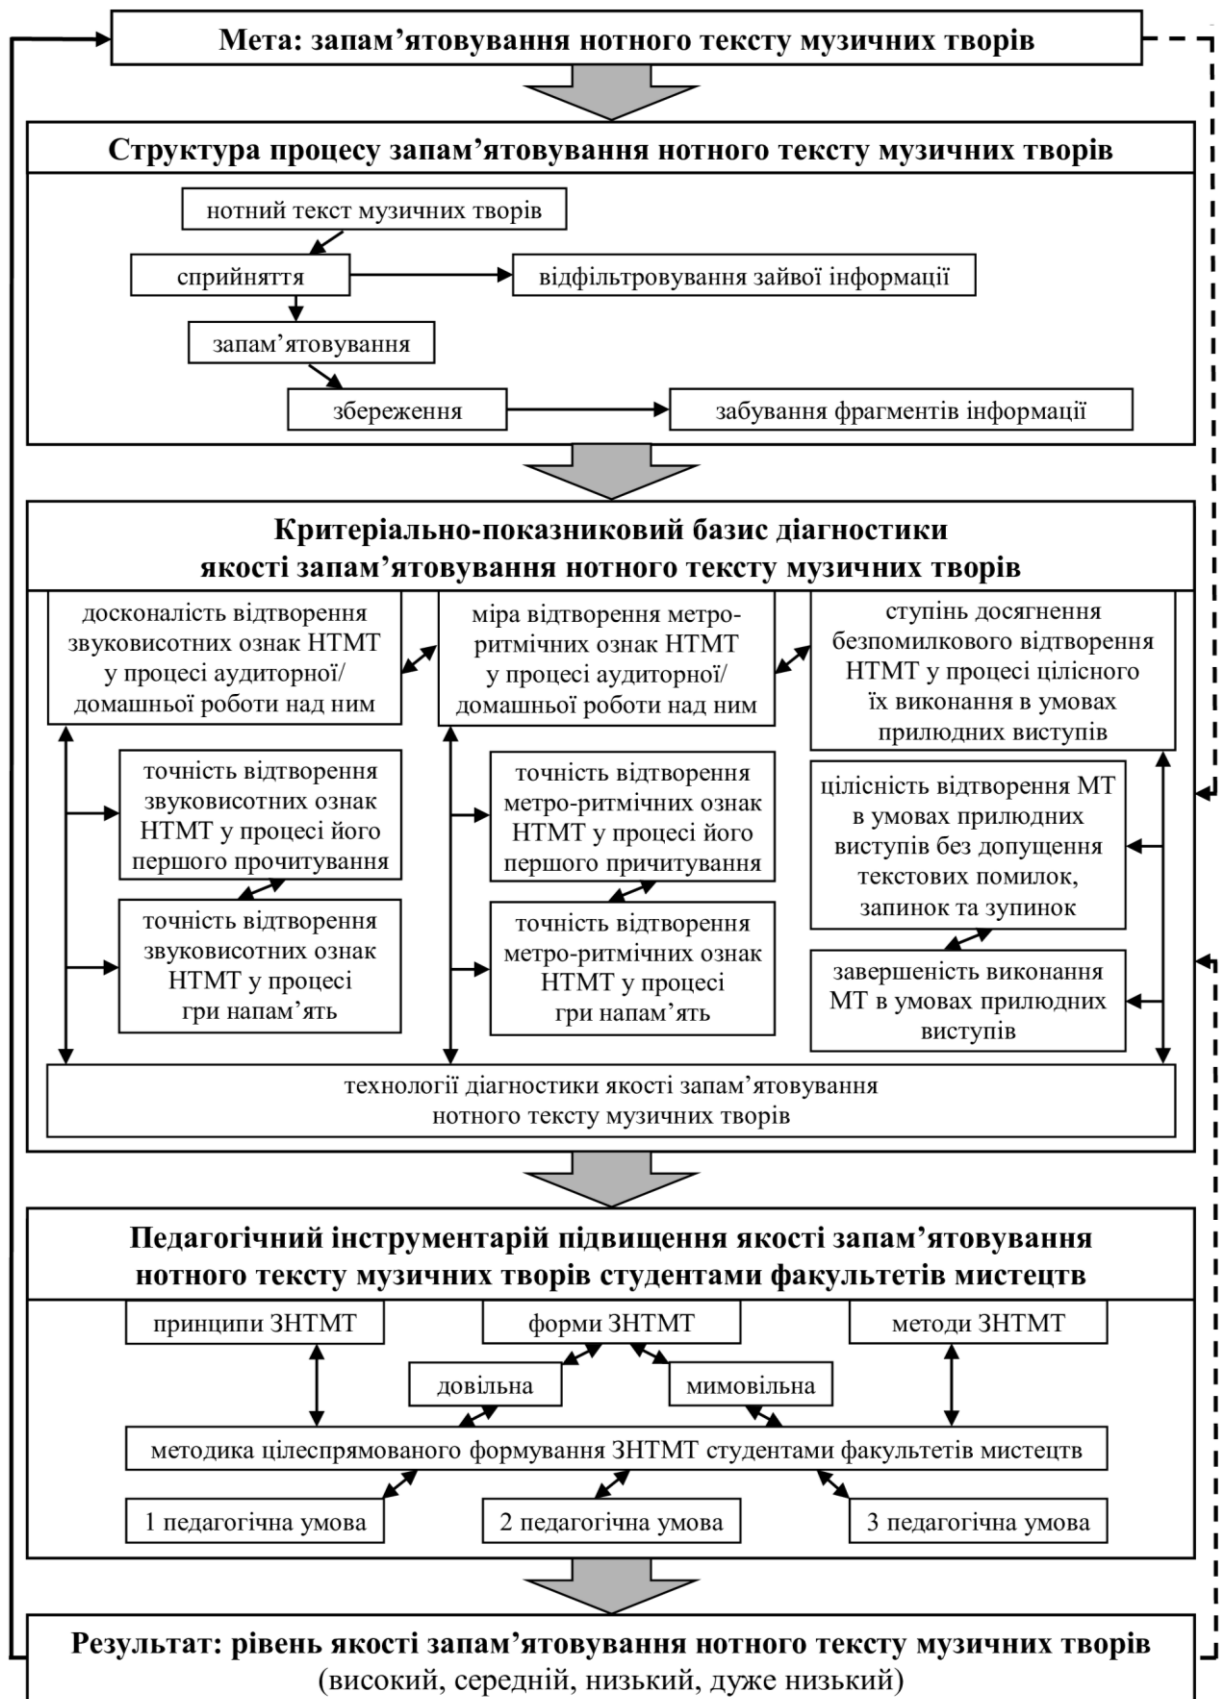 Мета: запам’ятовування нотного тексту музичних творів
Структура процесу запам’ятовування нотного тексту музичних творів
нотний текст музичних творів
сприйняття
відфільтровування зайвої інформації
запам’ятовування
збереження
забування фрагментів інформації
Критеріально-показниковий базис діагностики
якості запам’ятовування нотного тексту музичних творів
досконалість відтворення
звуковисотних ознак НТМТ
у процесі аудиторної/
домашньої роботи над ним
міра відтворення метро-
ритмічних ознак НТМТ
у процесі аудиторної/
домашньої роботи над ним
ступінь досягнення
безпомилкового відтворення
НТМТ у процесі цілісного
їх виконання в умовах
прилюдних виступів
точність відтворення
звуковисотних ознак
НТМТ у процесі його
першого прочитування
точність відтворення
метро-ритмічних ознак
НТМТ у процесі його
першого причитування
цілісність відтворення МТ
в умовах прилюдних
виступів без допущення
текстових помилок,
запинок та зупинок
точність відтворення
звуковисотних ознак
НТМТ у процесі
гри напам’ять
точність відтворення
метро-ритмічних ознак
НТМТ у процесі
гри напам’ять
завершеність виконання
МТ в умовах прилюдних
виступів
технології діагностики якості запам’ятовування
нотного тексту музичних творів
Педагогічний інструментарій підвищення якості запам’ятовування
нотного тексту музичних творів студентами факультетів мистецтв
принципи ЗНТМТ
форми ЗНТМТ
методи ЗНТМТ
довільна
мимовільна
методика цілеспрямованого формування ЗНТМТ студентами факультетів мистецтв
1 педагогічна умова
2 педагогічна умова
3 педагогічна умова
Результат: рівень якості запам’ятовування нотного тексту музичних творів
(високий, середній, низький, дуже низький)